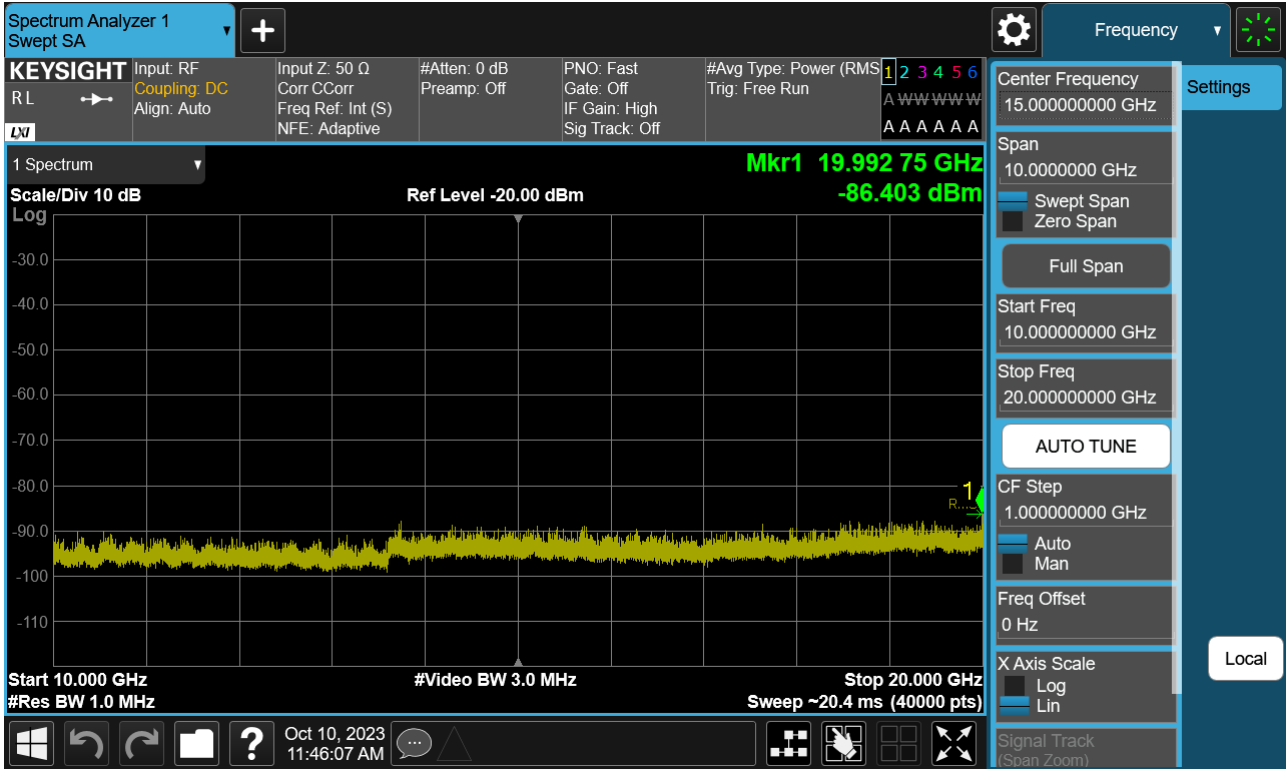 Spectrum Analyzer 1
Swept SA
Frequency
KEYSIGHT
R L
LXI
Input: RF
Coupling: DC
Align: Auto
Input Z: 50 Ω
Corr CCorr
Freq Ref: Int (S)
NFE: Adaptive
#Atten: 0 dB
Preamp: Off
PNO: Fast
Gate: Off
IF Gain: High
Sig Track: Off
#Avg Type: Power (RMS
Trig: Free Run
1 2 3 4 5 6
A W W W W W
A A A A A A
1 Spectrum
Mkr1 19.992 75 GHz
Scale/Div 10 dB
Ref Level -20.00 dBm
-86.403 dBm
Log
-30.0
-40.0
-50.0
-60.0
-70.0
-80.0
-90.0
-100
-110
1
Start 10.000 GHz
#Video BW 3.0 MHz
Stop 20.000 GHz
#Res BW 1.0 MHz
Sweep ~20.4 ms (40000 pts)
Oct 10, 2023
11:46:07 AM
Center Frequency
15.000000000 GHz
Span
10.0000000 GHz
Swept Span
Zero Span
Full Span
Start Freq
10.000000000 GHz
Stop Freq
20.000000000 GHz
AUTO TUNE
CF Step
1.000000000 GHz
Auto
Man
Freq Offset
0 Hz
X Axis Scale
Log
Lin
Signal Track
(Span Zoom)
Settings
Local